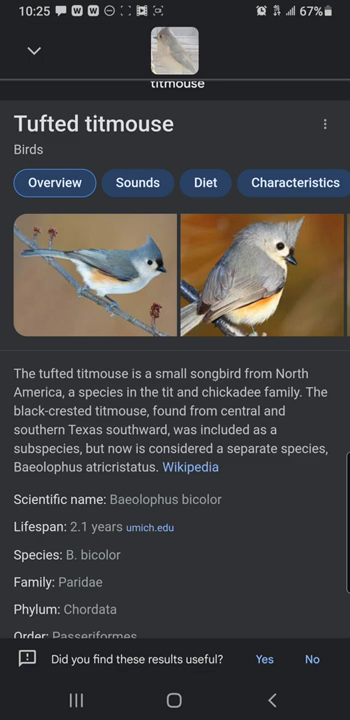 10:25
67%
titmouse
Tufted titmouse
Birds
Overview Sounds Diet Characteristics
The tufted titmouse is a small songbird from North
America, a species in the tit and chickadee family. The
black-crested titmouse, found from central and
southern Texas southward, was included as a
subspecies, but now is considered a separate species,
Baeolophus atricristatus. Wikipedia
Scientific name: Baeolophus bicolor
Lifespan: 2.1 years umich.edu
Species: B. bicolor
Family: Paridae
Phylum: Chordata
Order: Passeriformes
Did you find these results useful? Yes No